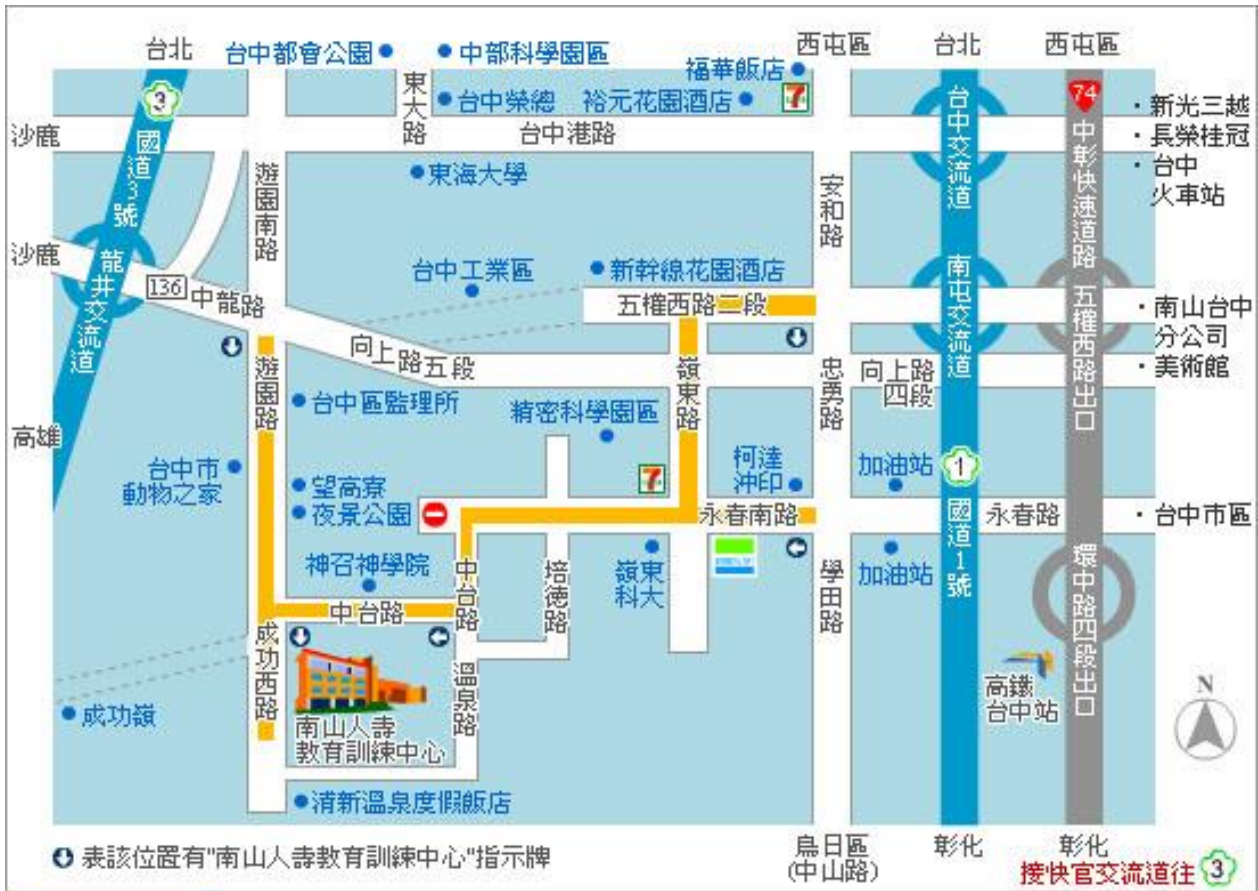 台北
台中都會公園
中部科學園區
西屯區
台北
西屯區
福華飯店
3
東大路
台中榮總
裕元花園酒店
7
74
新光三越
沙鹿
台中港路
長榮桂冠
國道3號
遊園南路
東海大學
安和路
台中交流道
中彰快速道路
台中
火車站
沙鹿
龍井交流道
136
中龍路
台中工業區
新幹線花園酒店
五權西路二段
南屯交流道
五權西路出口
南山台中
分公司
向上路五段
嶺東路
忠勇路
向上路
四段
美術館
遊園路
台中區監理所
精密科學園區
高雄
台中市
動物之家
望高寮
夜景公園
7
柯達
沖印
加油站
1
永春南路
國道1號
永春路
台中市區
神召神學院
中台路
培德路
嶺東
科大
學田路
加油站
環中路四段出口
中台路
成功西路
溫泉路
高鐵
台中站
N
成功嶺
南山人壽
教育訓練中心
清新溫泉度假飯店
表該位置有"南山人壽教育訓練中心"指示牌
烏日區
(中山路)
彰化
彰化
接快官交流道往 3